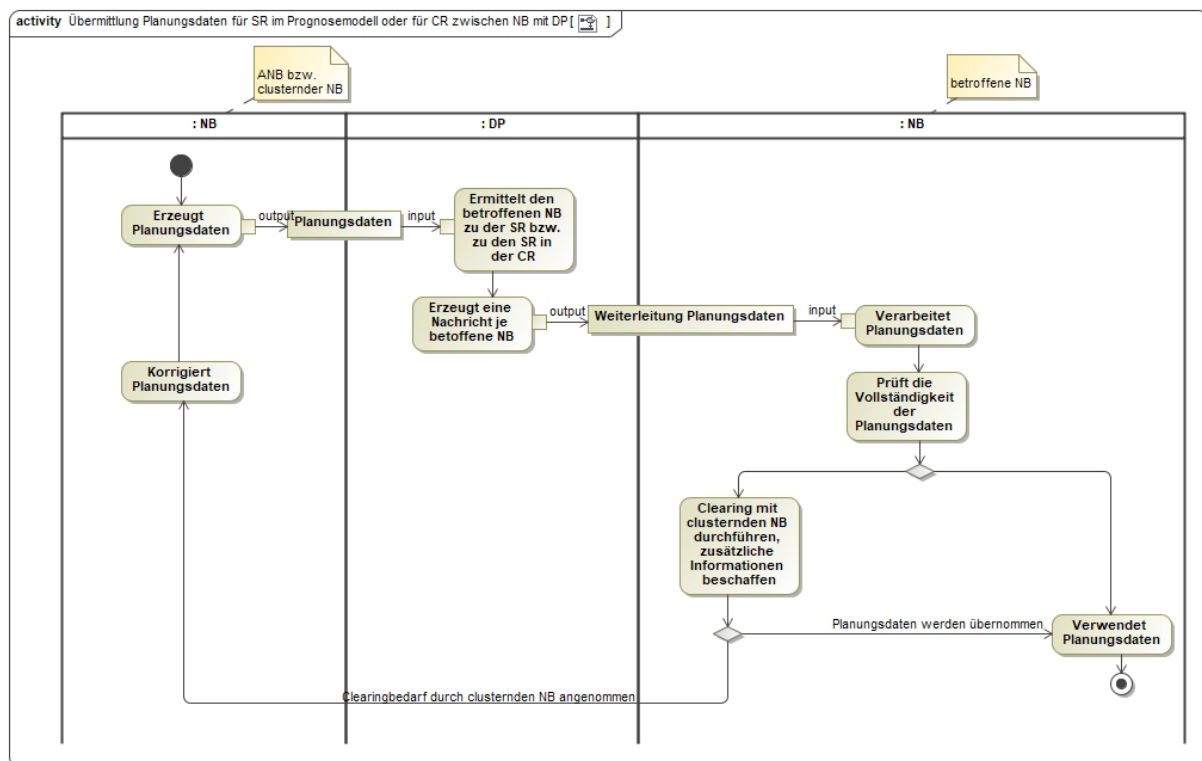 activity Übermittlung Planungsdaten für SR im Prognosemodell oder für CR zwischen NB mit DP[ ]
ANB bzw.
clusternder NB
betroffene NB
: NB
: DP
: NB
Erzeugt
Planungsdaten
output
Planungsdaten
input
Ermittelt den
betroffenen NB
zu der SR bzw.
zu den SR in
der CR
Erzeugt eine
Nachricht je
betoffene NB
output
Weiterleitung Planungsdaten
input
Verarbeitet
Planungsdaten
Korrigiert
Planungsdaten
Prüft die
Vollständigkeit
der
Planungsdaten
Clearing mit
clusternden NB
durchführen,
zusätzliche
Informationen
beschaffen
Planungsdaten werden übernommen
Verwendet
Planungsdaten
Clearingbedarf durch clusternden NB angenommen